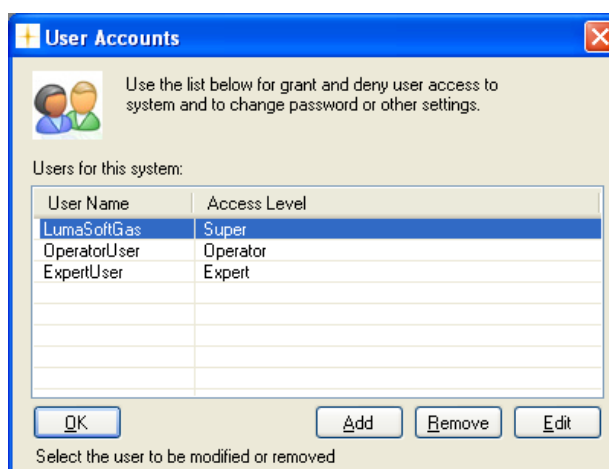 User Accounts
Use the list below for grant and deny user access to
system and to change password or other settings.
Users for this system:
User Name Access Level
LumaSoftGas Super
OperatorUser Operator
ExpertUser Expert
OK Add Remove Edit
Select the user to be modified or removed